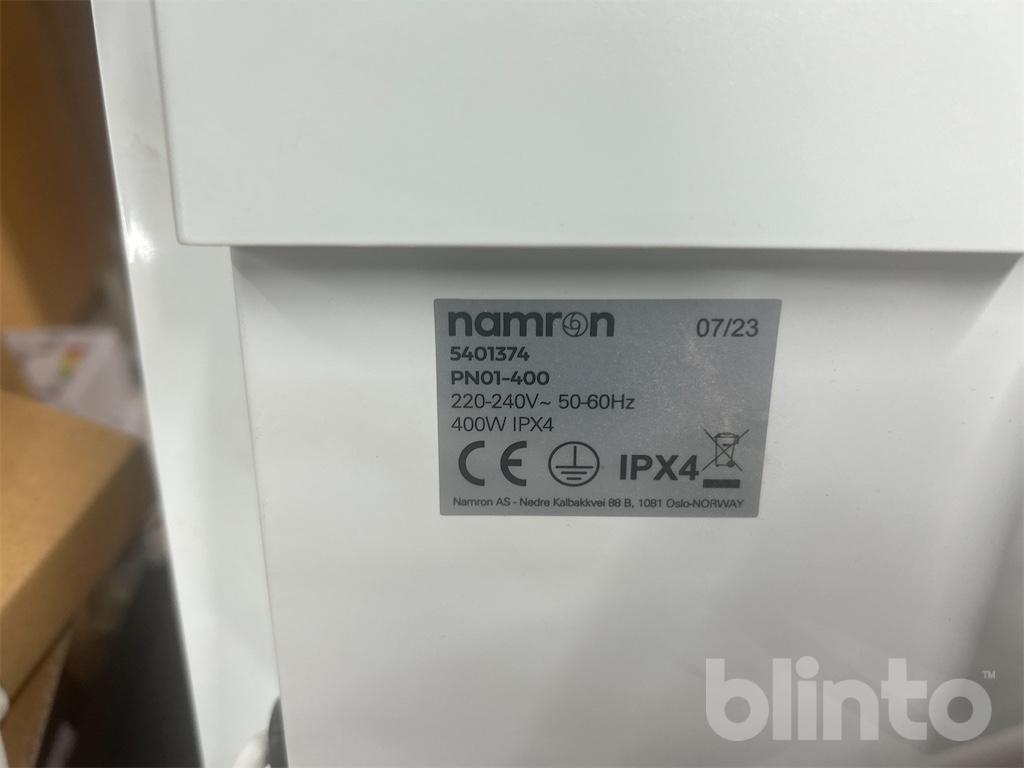 namron 07/23
5401374
PN01-400
220-240V~ 50-60Hz
400W IPX4
CE IPX4
Namron AS - Nedre Kalbakkvei 88 B, 1081 Oslo-NORWAY
blinto™